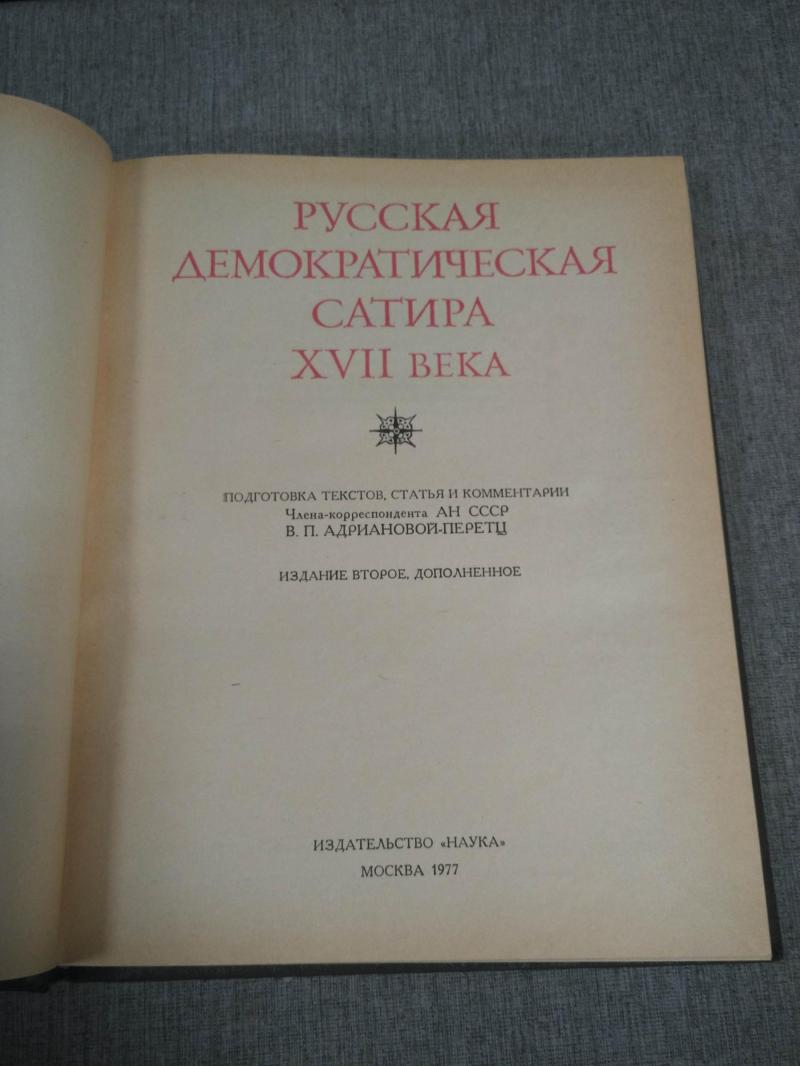 РУССКАЯ
ДЕМОКРАТИЧЕСКАЯ
САТИРА
XVII ВЕКА
ПОДГОТОВКА ТЕКСТОВ, СТАТЬЯ И КОММЕНТАРИИ
Члена-корреспондента АН СССР
В. П. АДРИАНОВОЙ-ПЕРЕТЦ
ИЗДАНИЕ ВТОРОЕ, ДОПОЛНЕННОЕ
ИЗДАТЕЛЬСТВО «НАУКА»
МОСКВА 1977